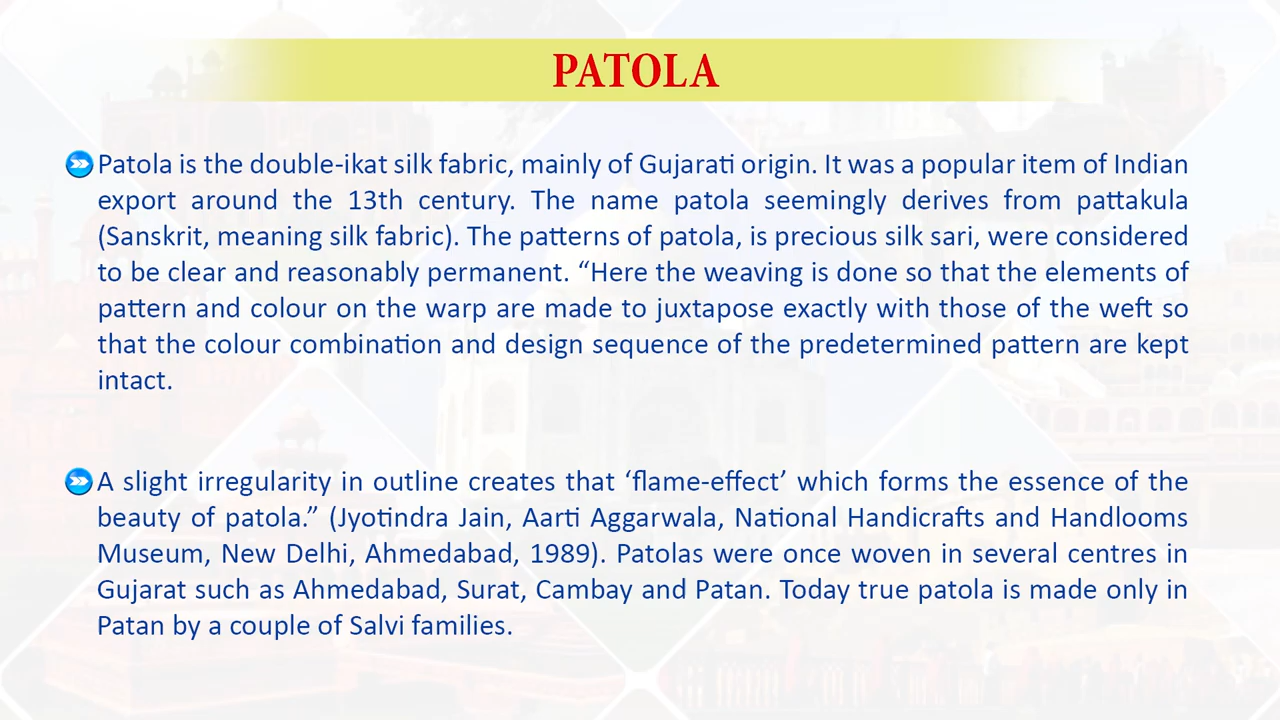 PATOLA
Patola is the double-ikat silk fabric, mainly of Gujarati origin. It was a popular item of Indian
export around the 13th century. The name patola seemingly derives from pattakula
(Sanskrit, meaning silk fabric). The patterns of patola, is precious silk sari, were considered
to be clear and reasonably permanent. “Here the weaving is done so that the elements of
pattern and colour on the warp are made to juxtapose exactly with those of the weft so
that the colour combination and design sequence of the predetermined pattern are kept
intact.
A slight irregularity in outline creates that ‘flame-effect’ which forms the essence of the
beauty of patola.” (Jyotindra Jain, Aarti Aggarwala, National Handicrafts and Handlooms
Museum, New Delhi, Ahmedabad, 1989). Patolas were once woven in several centres in
Gujarat such as Ahmedabad, Surat, Cambay and Patan. Today true patola is made only in
Patan by a couple of Salvi families.